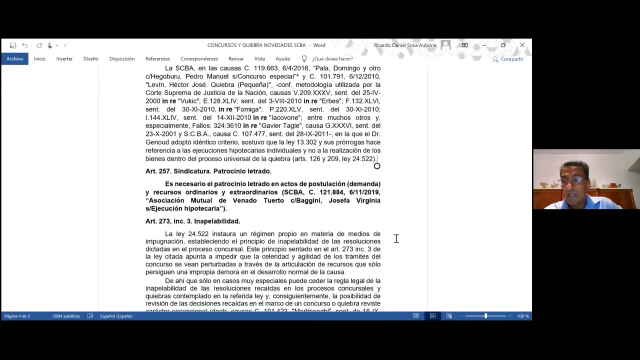 CONCURSOS Y QUIEBRA NOVEDADES SCBA - Word
Ricardo Daniel Sosa Aubone
Archivo Inicio Insertar Diseño Disposición Referencias Correspondencia Revisar Vista Ayuda ¿Qué desea hacer? Compartir
La SCBA, en las causas C. 119.663, 6/4/2016, "Pala, Domingo y otro
c/Hegoburu, Pedro Manuel s/Concurso especial" y C. 101.791, 6/12/2010,
"Levín, Héctor José. Quiebra (Pequeña)", -conf. metodología utilizada por la
Corte Suprema de Justicia de la Nación, causas V.209.XXXV, sent. del 25-IV-
2000 in re "Vukic"; E.128.XLIV, sent. del 3-VIII-2010 in re "Erbes"; F.132.XLVI,
sent. del 30-XI-2010, in re "Formiga"; P.220.XLV, sent. del 30-XI-2010;
I.144.XLIV, sent. del 14-XII-2010 in re "Iacovone"; entre muchos otros y,
especialmente, Fallos: 324:3610 in re "Gavier Tagle", causa G.XXXVI, sent. del
23-X-2001 y S.C.B.A., causa C. 107.477, sent. del 28-IX-2011-, en la que el Dr.
Genoud adoptó idéntico criterio, sostuvo que la ley 13.302 y sus prórrogas hace
referencia a las ejecuciones hipotecarias individuales y no a la realización de los
bienes dentro del proceso universal de la quiebra (arts. 126 y 209, ley 24.522).
Art. 257. Sindicatura. Patrocinio letrado.
Es necesario el patrocinio letrado en actos de postulación (demanda)
y recursos ordinarios y extraordinarios (SCBA, C. 121.884, 6/11/2019,
"Asociación Mutual de Venado Tuerto c/Baggini, Josefa Virginia
s/Ejecución hipotecaria").
Art. 273, inc. 3. Inapelabilidad.
La ley 24.522 instaura un régimen propio en materia de medios de
impugnación, estableciendo el principio de inapelabilidad de las resoluciones
dictadas en el proceso concursal. Este principio sentado en el art. 273 inc. 3 de
la ley citada apunta a impedir que la celeridad y agilidad de los trámites del
concurso se vean perturbadas a través de la articulación de recursos que sólo
persiguen una impropia demora en el desarrollo normal de la causa.
De ahí que sólo en casos muy especiales puede ceder la regla legal de la
inapelabilidad de las resoluciones recaídas en los procesos concursales y
quiebras contemplado en la referida ley y, consiguientemente, la posibilidad de
revisión de las decisiones recaídas en el marco de un concurso o quiebra reviste
Página 4 de 5 2684 palabras Español (España) 100 %